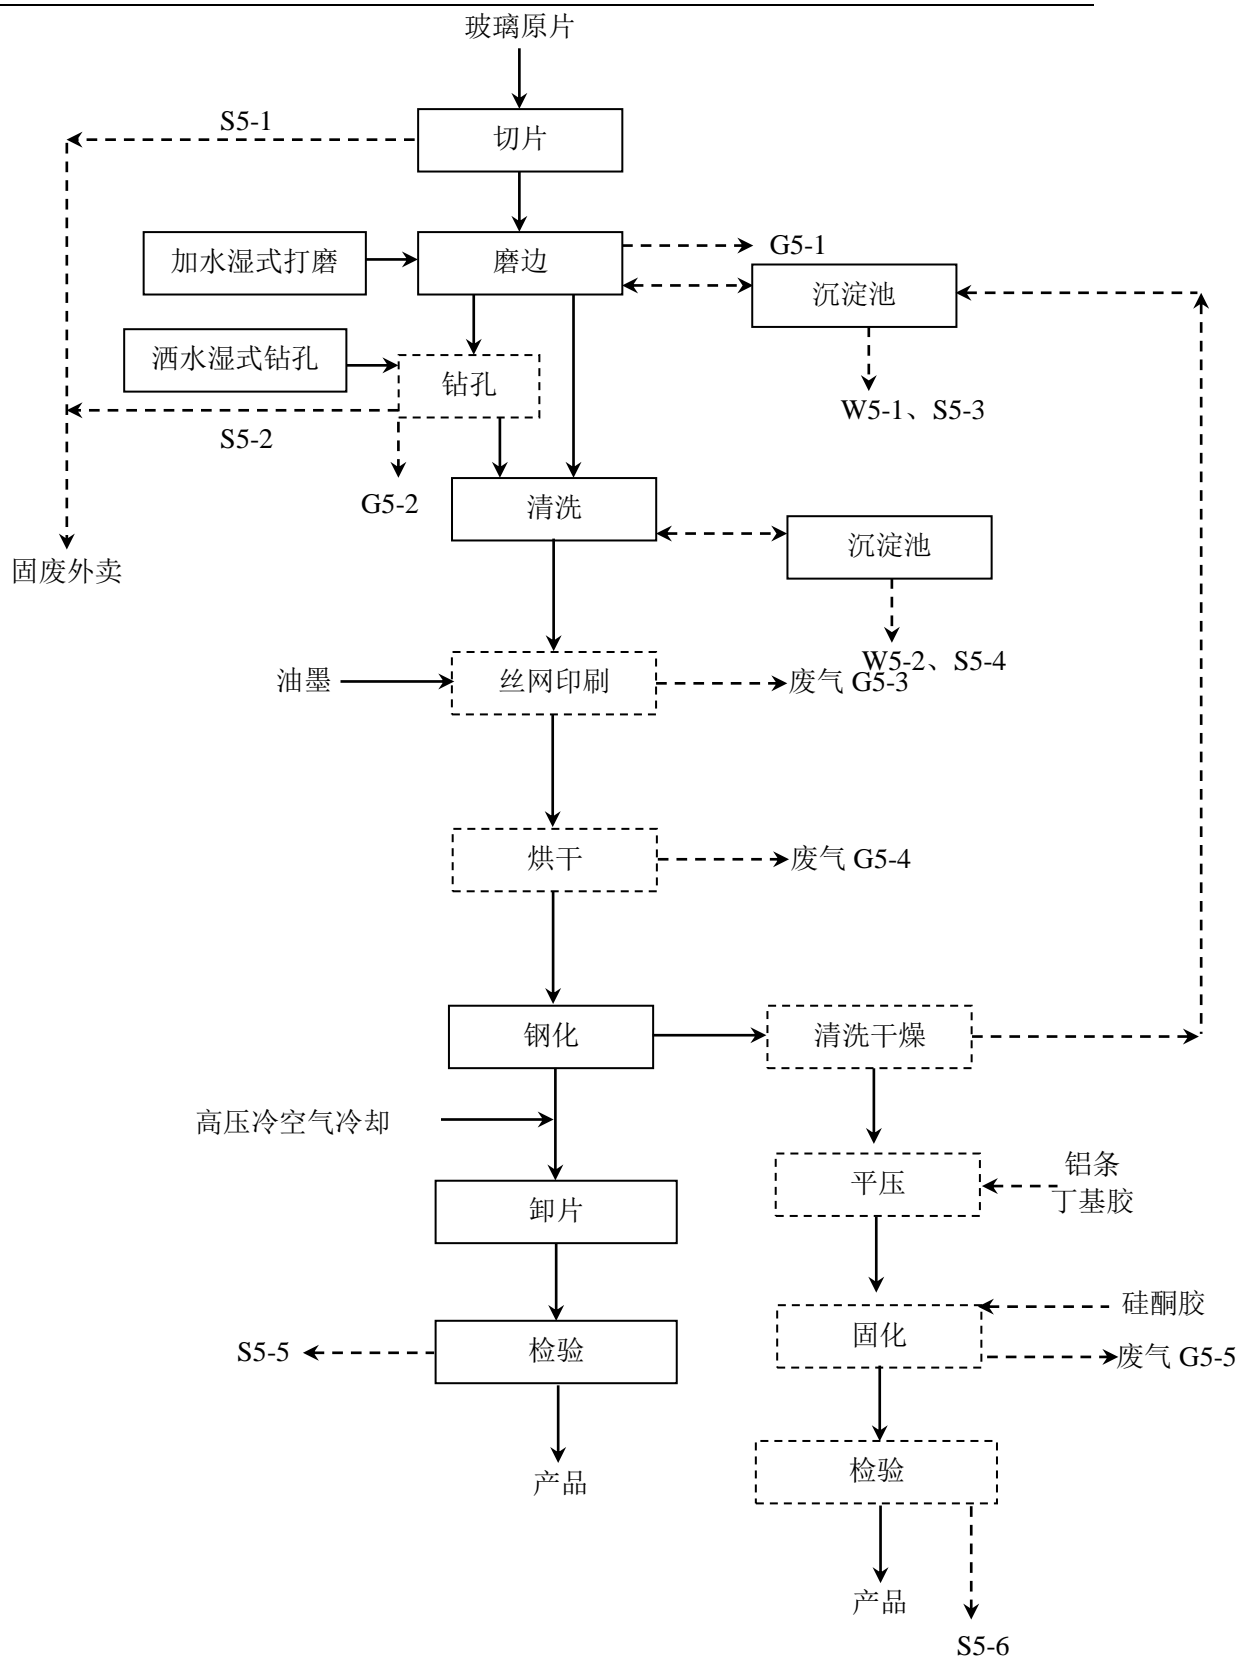 玻璃原片
S5-1
切片
加水湿式打磨
磨边
G5-1
沉淀池
洒水湿式钻孔
钻孔
W5-1、S5-3
S5-2
G5-2
清洗
沉淀池
固废外卖
W5-2、S5-4
油墨
丝网印刷
废气 G5-3
烘干
废气 G5-4
钢化
清洗干燥
高压冷空气冷却
铝条
平压
丁基胶
卸片
硅酮胶
固化
S5-5
检验
废气 G5-5
检验
产品
产品
S5-6